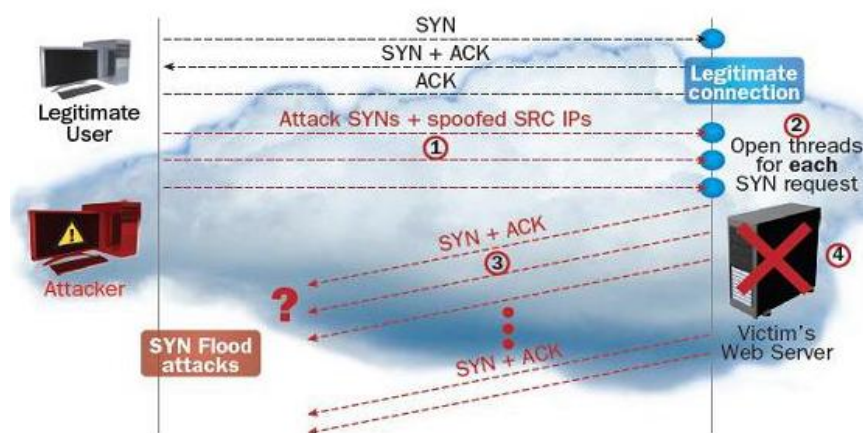 SYN
SYN + ACK
ACK
Legitimate
User
Legitimate
connection
Attack SYNs + spoofed SRC IPs
1
2
Open threads
for each
SYN request
SYN + ACK
3
4
Attacker
?
SYN Flood
attacks
Victim's
Web Server
SYN + ACK